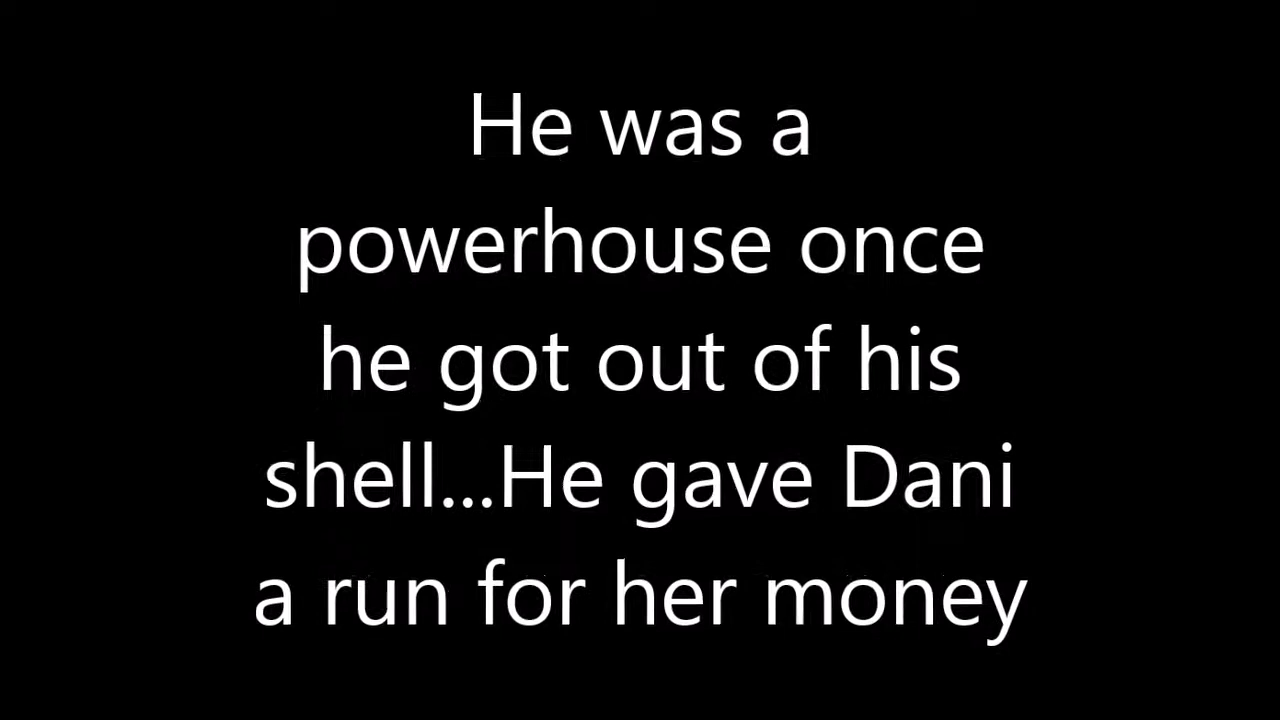 He was a
powerhouse once
he got out of his
shell...He gave Dani
a run for her money